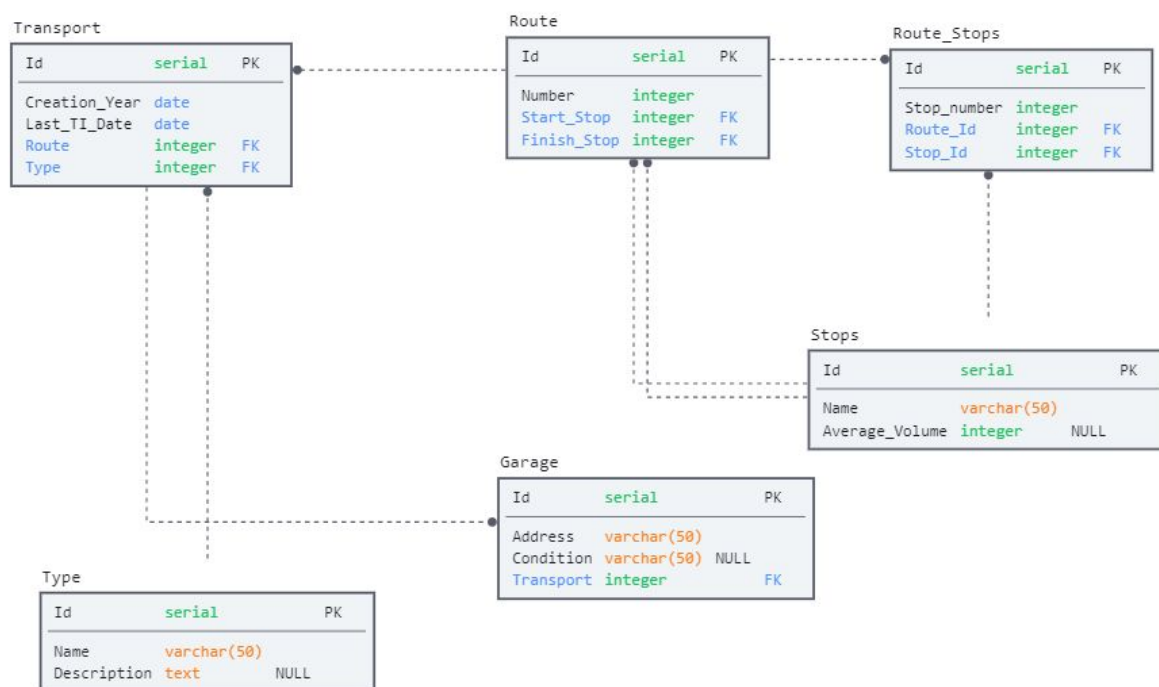 Transport
Id serial PK
Creation_Year date
Last_TI_Date date
Route integer FK
Type integer FK
Route
Id serial PK
Number integer
Start_Stop integer FK
Finish_Stop integer FK
Route_Stops
Id serial PK
Stop_number integer
Route_Id integer FK
Stop_Id integer FK
Stops
Id serial PK
Name varchar(50)
Average_Volume integer NULL
Garage
Id serial PK
Address varchar(50)
Condition varchar(50) NULL
Transport integer FK
Type
Id serial PK
Name varchar(50)
Description text NULL